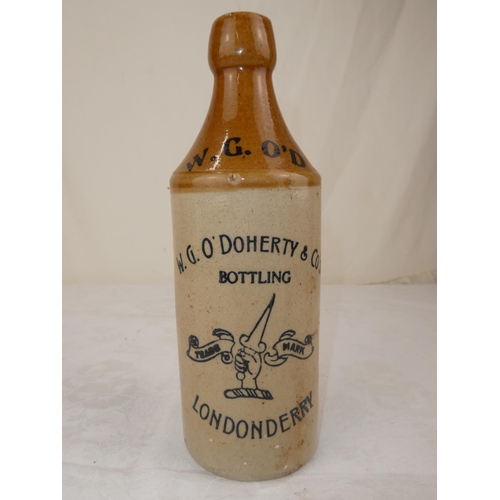 W. G. O'D
W. G. O'DOHERTY & CO'S
BOTTLING
TRADE MARK
LONDONDERRY